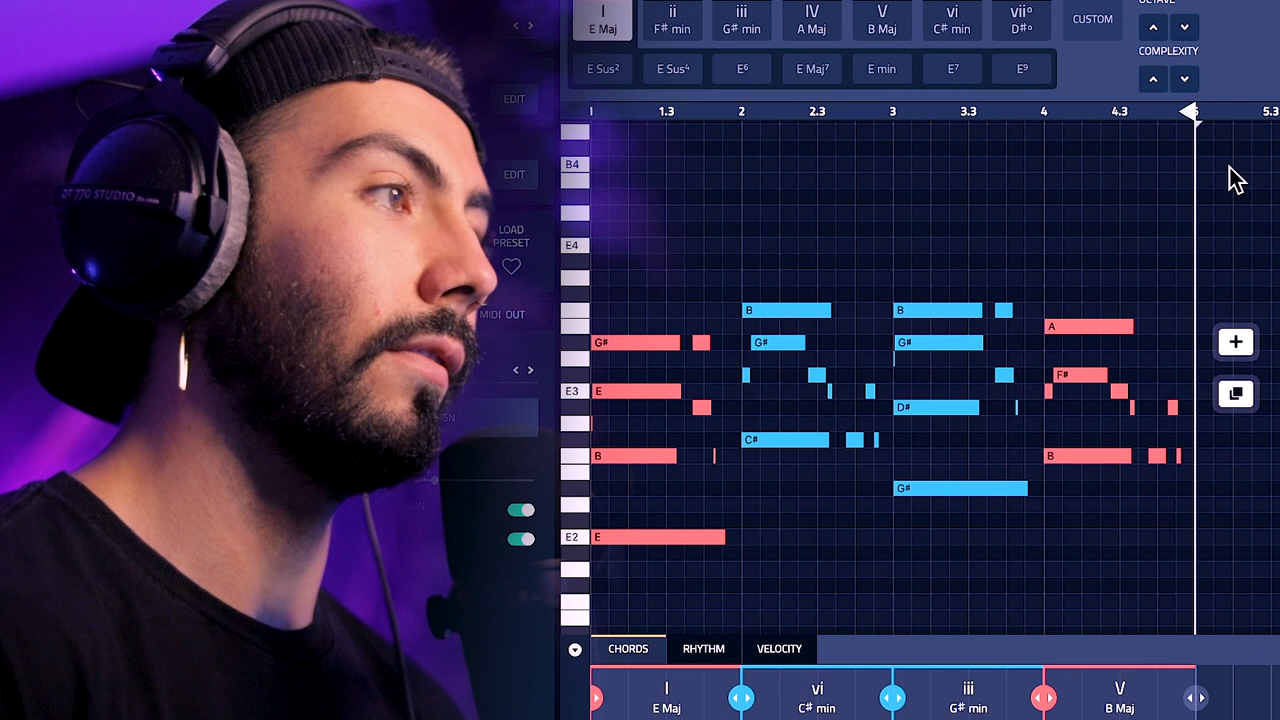 I ii iii IV V vi viiº
E Maj F# min G# min A Maj B Maj C# min D#º CUSTOM
E Sus² E Sus⁴ E⁶ E Maj⁷ E min E⁷ E⁹
COMPLEXITY
1.3 2 2.3 3 3.3 4 4.3 5.3
EDIT
EDIT
LOAD
PRESET
MIDI OUT
DT 770 STUDIO
B4
E4
B B
A
G# G# G#
F#
E3 E
D#
C#
B B
G#
E2 E
CHORDS RHYTHM VELOCITY
I vi iii V
E Maj C# min G# min B Maj